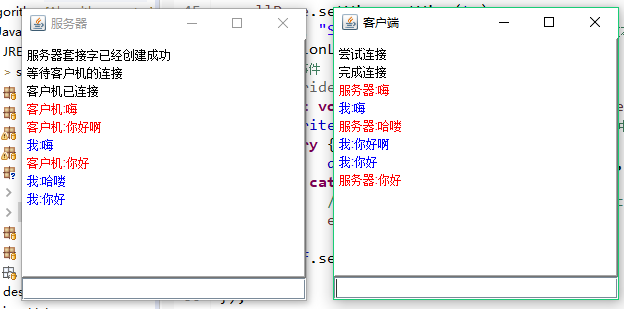 服务器
服务器套接字已经创建成功
等待客户机的连接
客户机已连接
客户机:嗨
客户机:你好啊
我:嗨
客户机:你好
我:哈喽
我:你好
客户端
尝试连接
完成连接
服务器:嗨
我:嗨
服务器:哈喽
我:你好啊
我:你好
服务器:你好